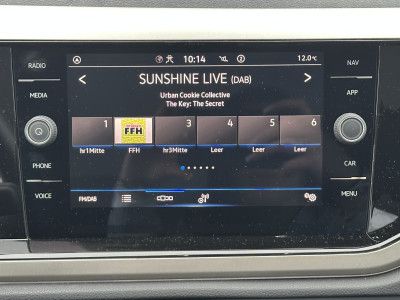 RADIO
MEDIA
PHONE
VOICE
NAV
APP
CAR
MENU
10:14
12.0°C
SUNSHINE LIVE (DAB)
Urban Cookie Collective
The Key: The Secret
1 FFH 3 4 5 6
hr1Mitte FFH hr3Mitte Leer Leer Leer
FM/DAB